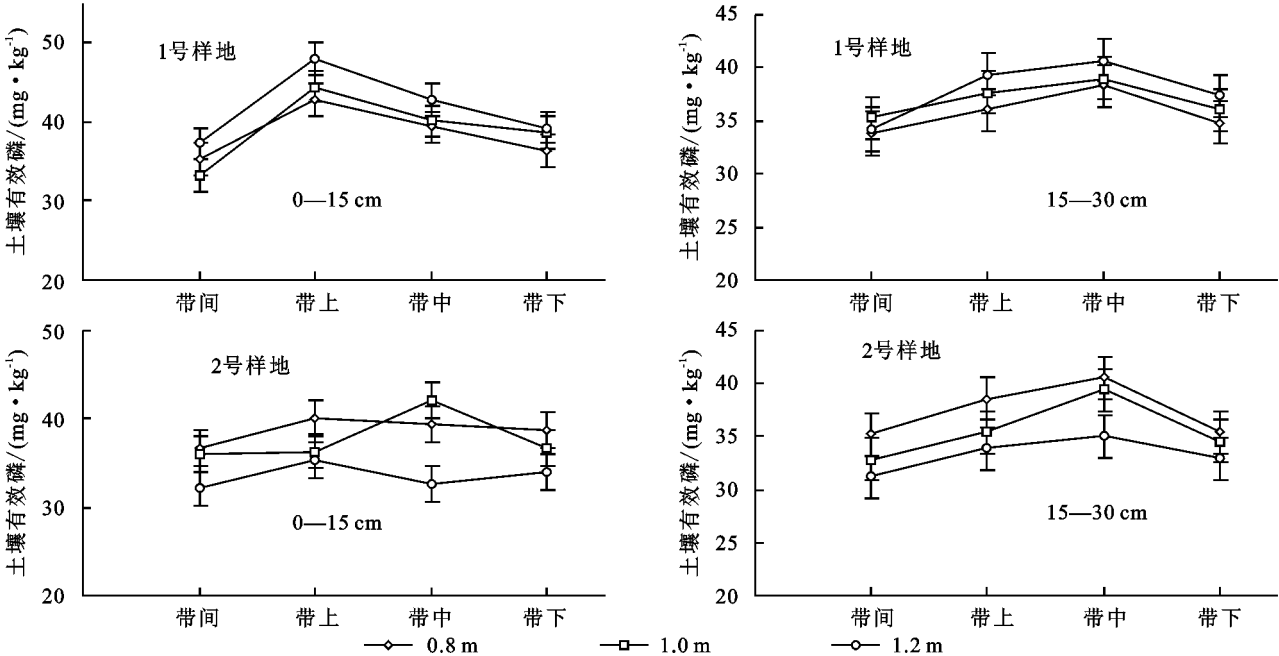 土壤有效磷/(mg·kg⁻¹)
50
40
30
20
1号样地
0—15 cm
带间 带上 带中 带下
土壤有效磷/(mg·kg⁻¹)
45
40
35
30
25
20
1号样地
15—30 cm
带间 带上 带中 带下
土壤有效磷/(mg·kg⁻¹)
50
40
30
20
2号样地
0—15 cm
带间 带上 带中 带下
土壤有效磷/(mg·kg⁻¹)
45
40
35
30
25
20
2号样地
15—30 cm
带间 带上 带中 带下
0.8 m 1.0 m 1.2 m